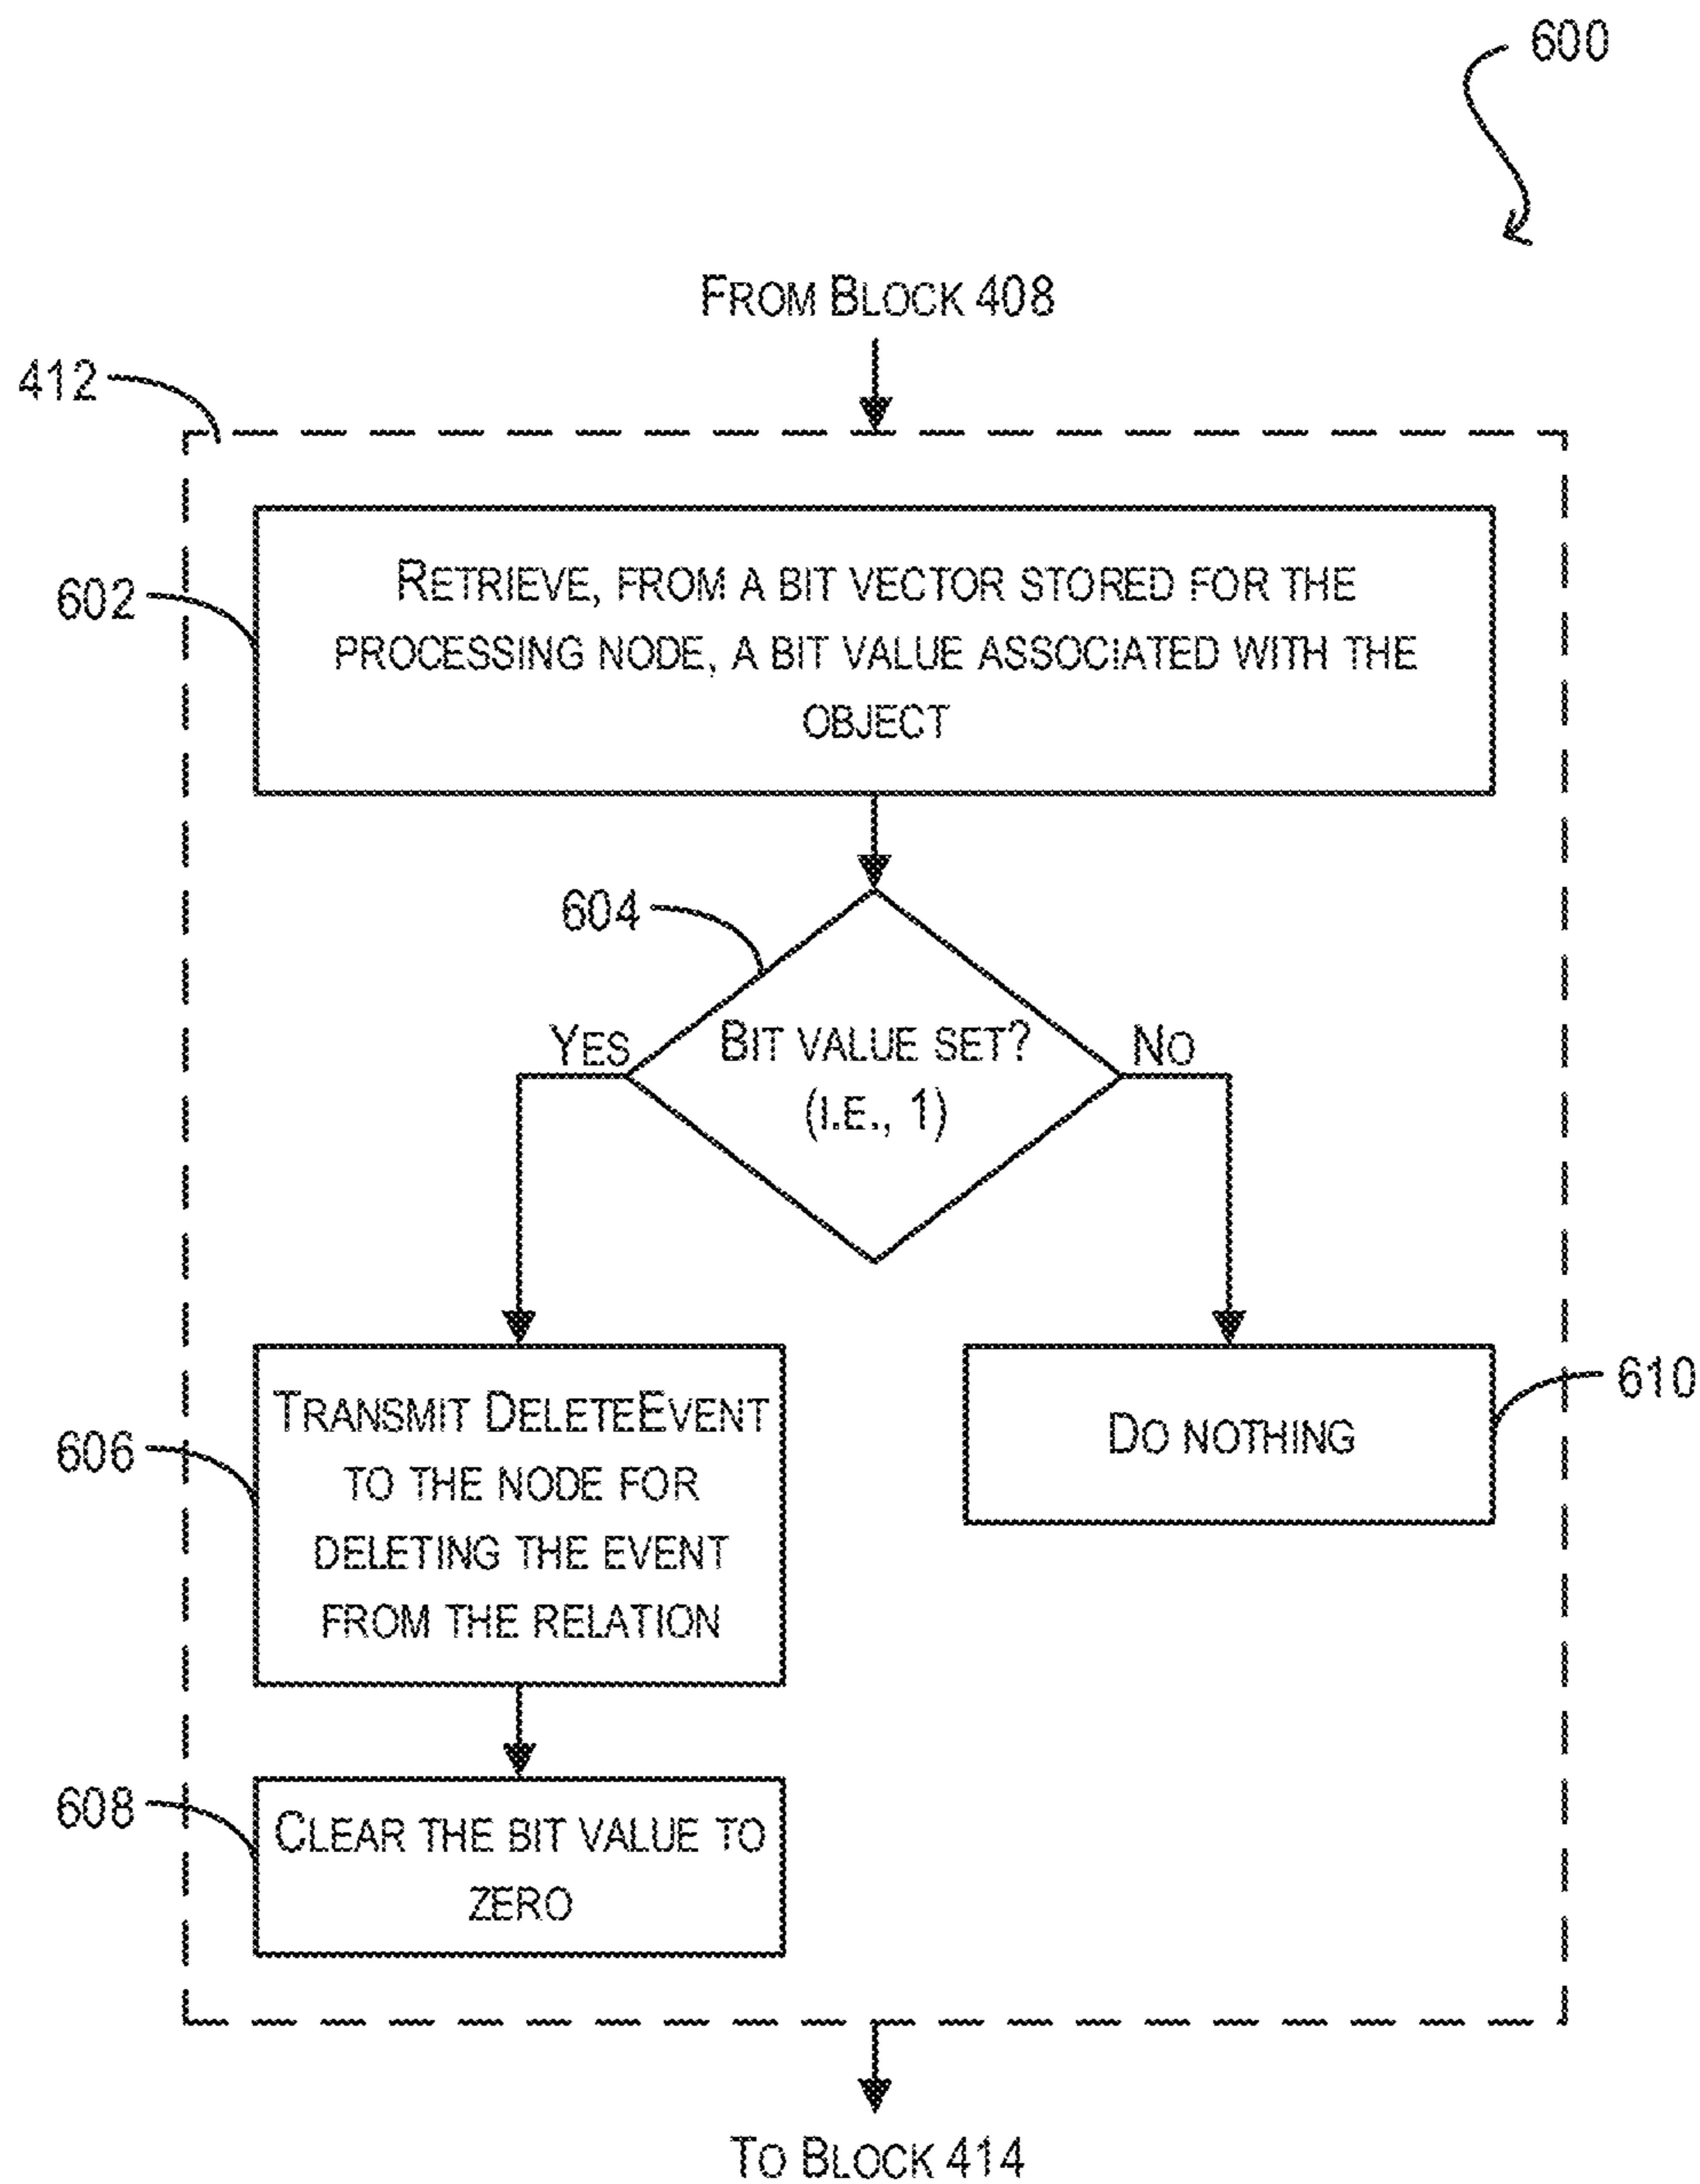 600
FROM BLOCK 408
412
602
RETRIEVE, FROM A BIT VECTOR STORED FOR THE
PROCESSING NODE, A BIT VALUE ASSOCIATED WITH THE
OBJECT
604
YES
BIT VALUE SET?
(I.E., 1)
NO
606
TRANSMIT DELETEEVENT
TO THE NODE FOR
DELETING THE EVENT
FROM THE RELATION
DO NOTHING
610
608
CLEAR THE BIT VALUE TO
ZERO
TO BLOCK 414